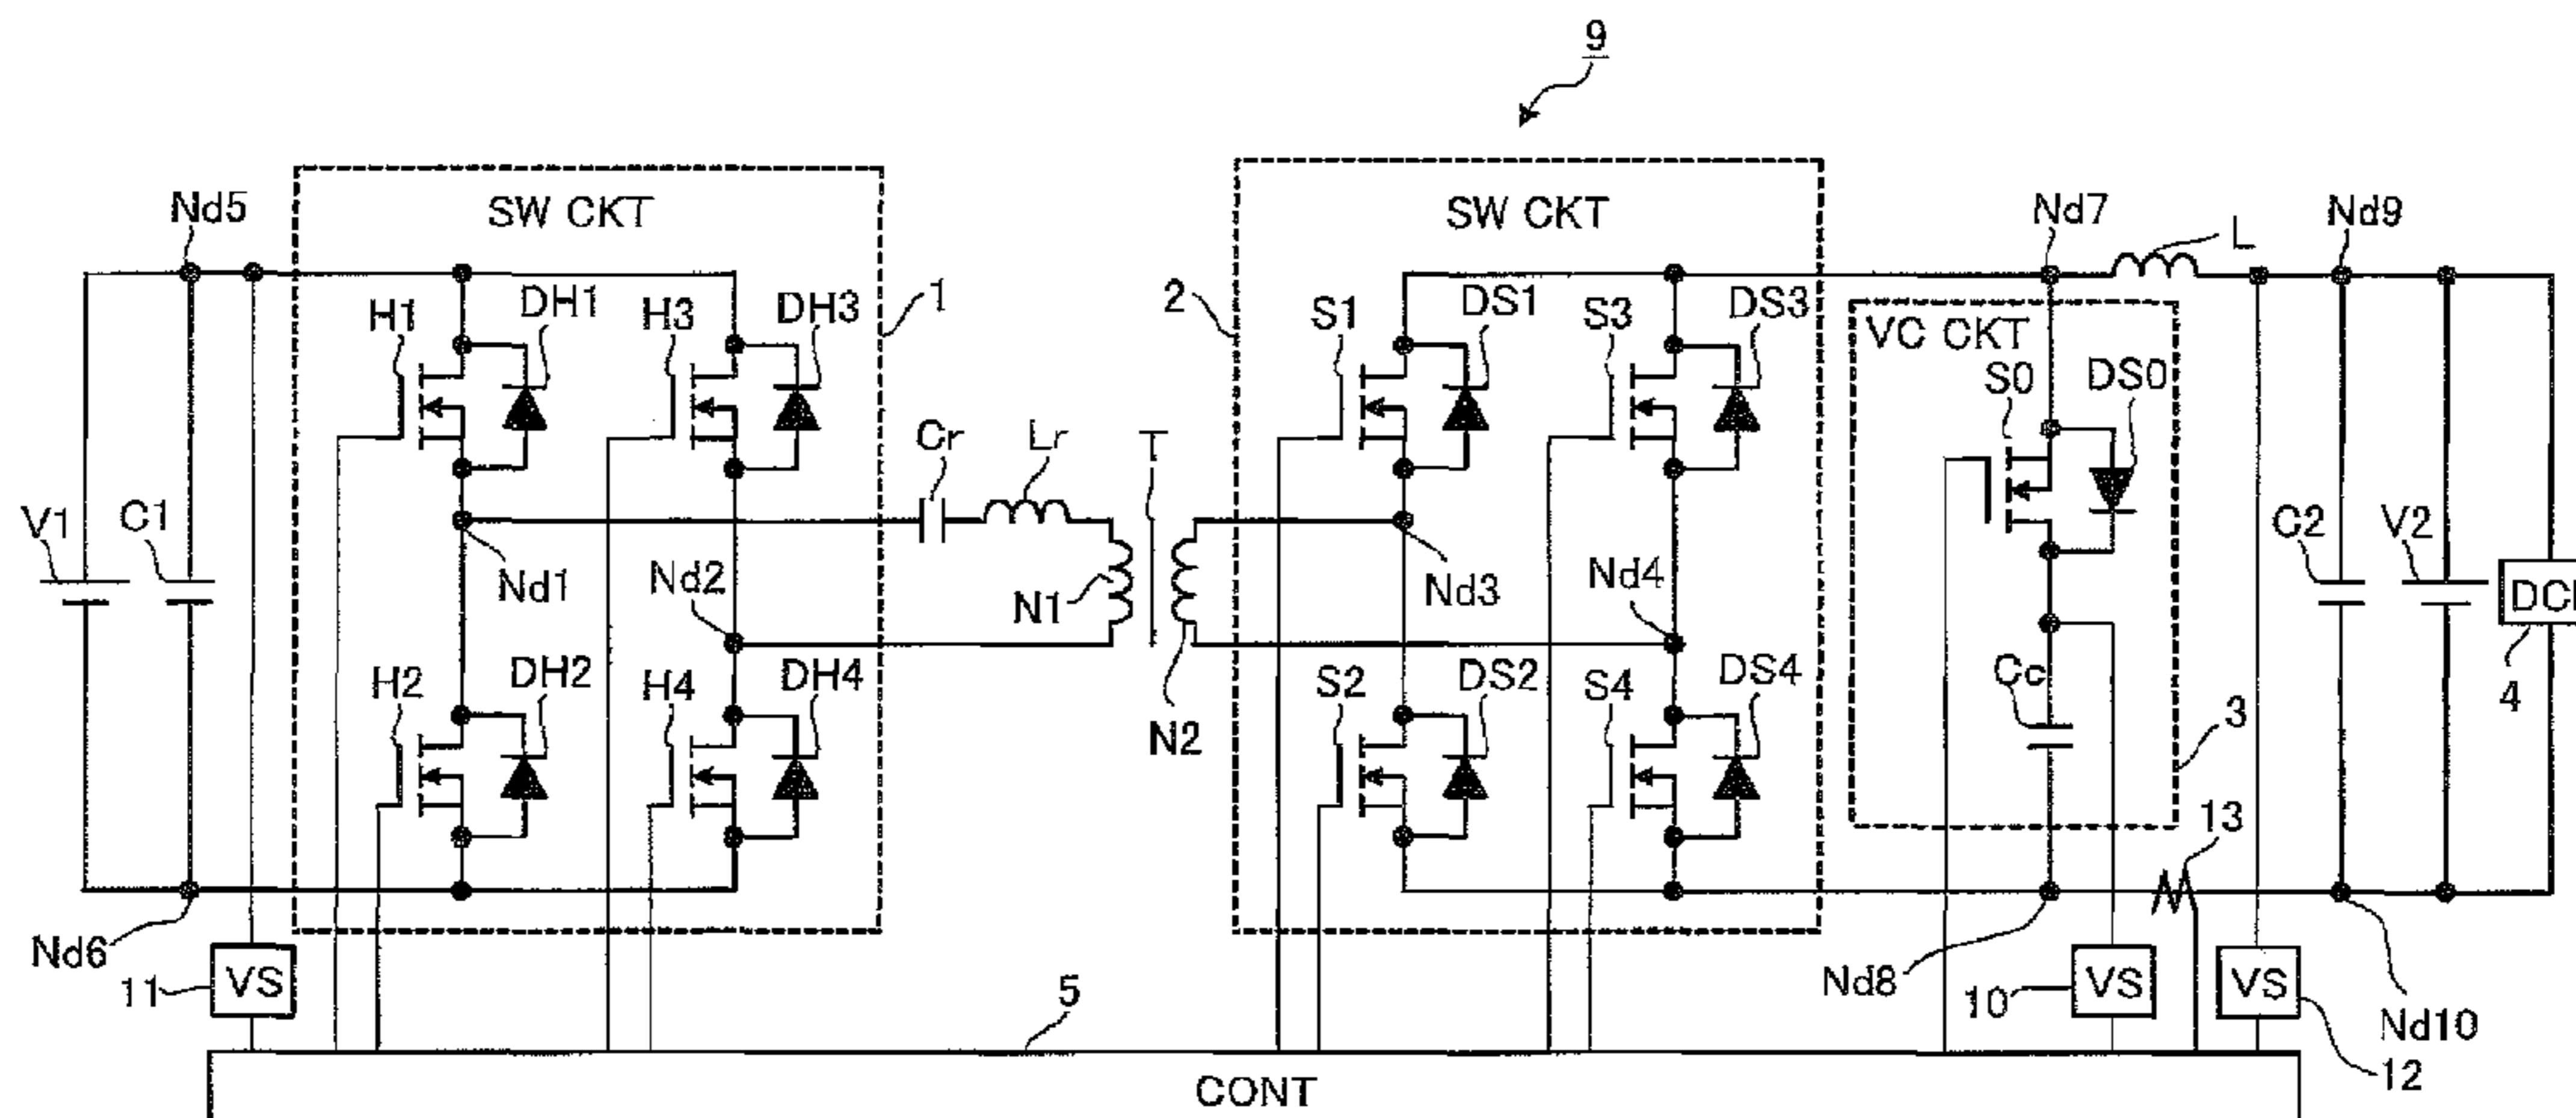 9
Nd5
SW CKT
SW CKT
Nd7
L
Nd9
H1
DH1
H3
DH3
1
2
S1
DS1
S3
DS3
VC CKT
S0
DS0
Cr
Lr
T
V1
C1
Nd1
Nd2
N1
N2
Nd3
Nd4
C2
V2
4
H2
DH2
H4
DH4
S2
DS2
S4
DS4
Cc
3
13
Nd6
11
VS
5
Nd8
10
VS
VS
Nd10
12
CONT